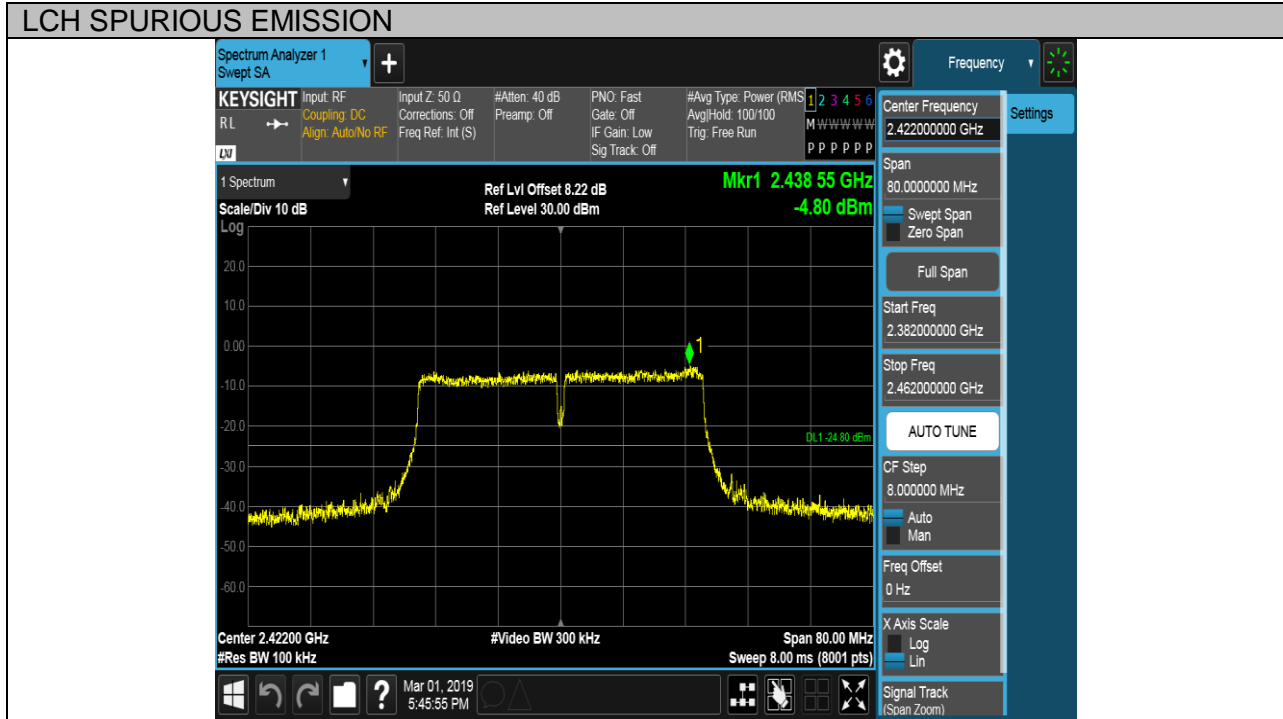 LCH SPURIOUS EMISSION
Spectrum Analyzer 1
Swept SA
+
Frequency
KEYSIGHT
RL
LXI
Input: RF
Coupling: DC
Align: Auto/No RF
Input Z: 50 Ω
Corrections: Off
Freq Ref: Int (S)
#Atten: 40 dB
Preamp: Off
PNO: Fast
Gate: Off
IF Gain: Low
Sig Track: Off
#Avg Type: Power (RMS
Avg|Hold: 100/100
Trig: Free Run
1 2 3 4 5 6
M W W W W W
P P P P P P
1 Spectrum
Scale/Div 10 dB
Ref Lvl Offset 8.22 dB
Ref Level 30.00 dBm
Mkr1 2.438 55 GHz
-4.80 dBm
Log
20.0
10.0
0.00
-10.0
-20.0
-30.0
-40.0
-50.0
-60.0
1
DL1 -24.80 dBm
Center 2.42200 GHz
#Res BW 100 kHz
#Video BW 300 kHz
Span 80.00 MHz
Sweep 8.00 ms (8001 pts)
?
Mar 01, 2019
5:45:55 PM
Center Frequency
2.422000000 GHz
Settings
Span
80.0000000 MHz
Swept Span
Zero Span
Full Span
Start Freq
2.382000000 GHz
Stop Freq
2.462000000 GHz
AUTO TUNE
CF Step
8.000000 MHz
Auto
Man
Freq Offset
0 Hz
X Axis Scale
Log
Lin
Signal Track
(Span Zoom)